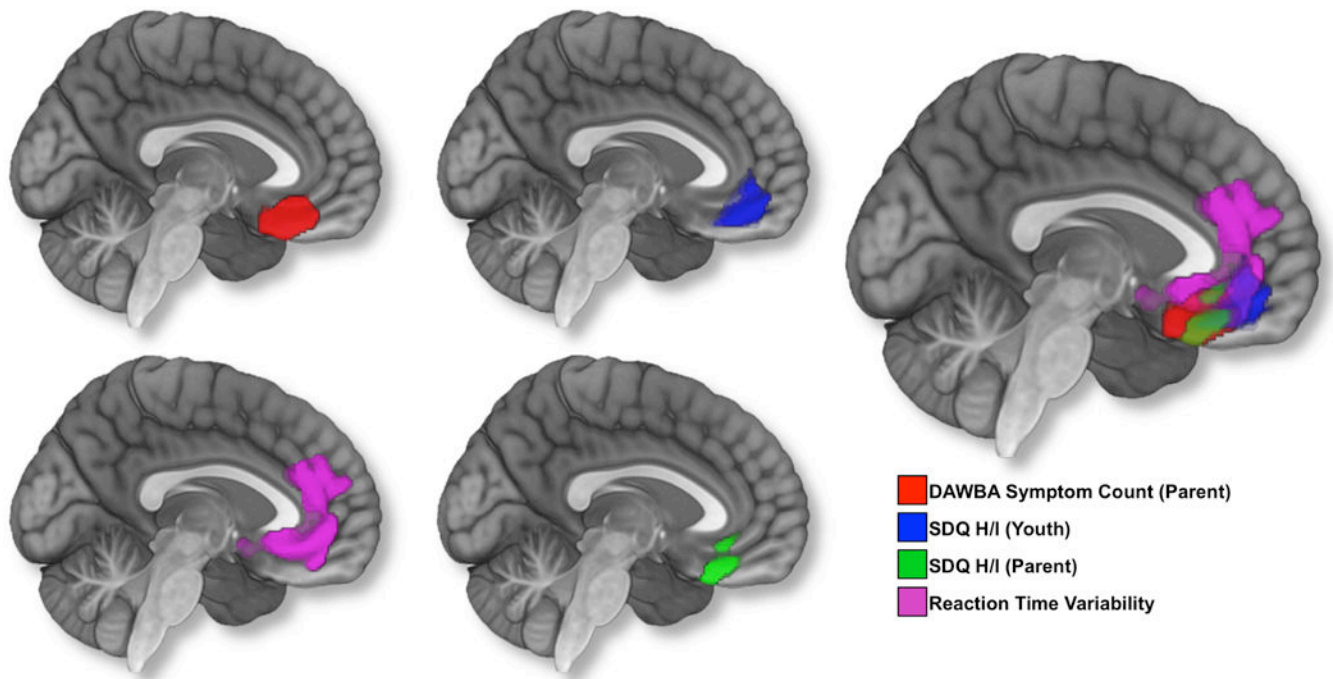 DAWBA Symptom Count (Parent)
SDQ H/I (Youth)
SDQ H/I (Parent)
Reaction Time Variability